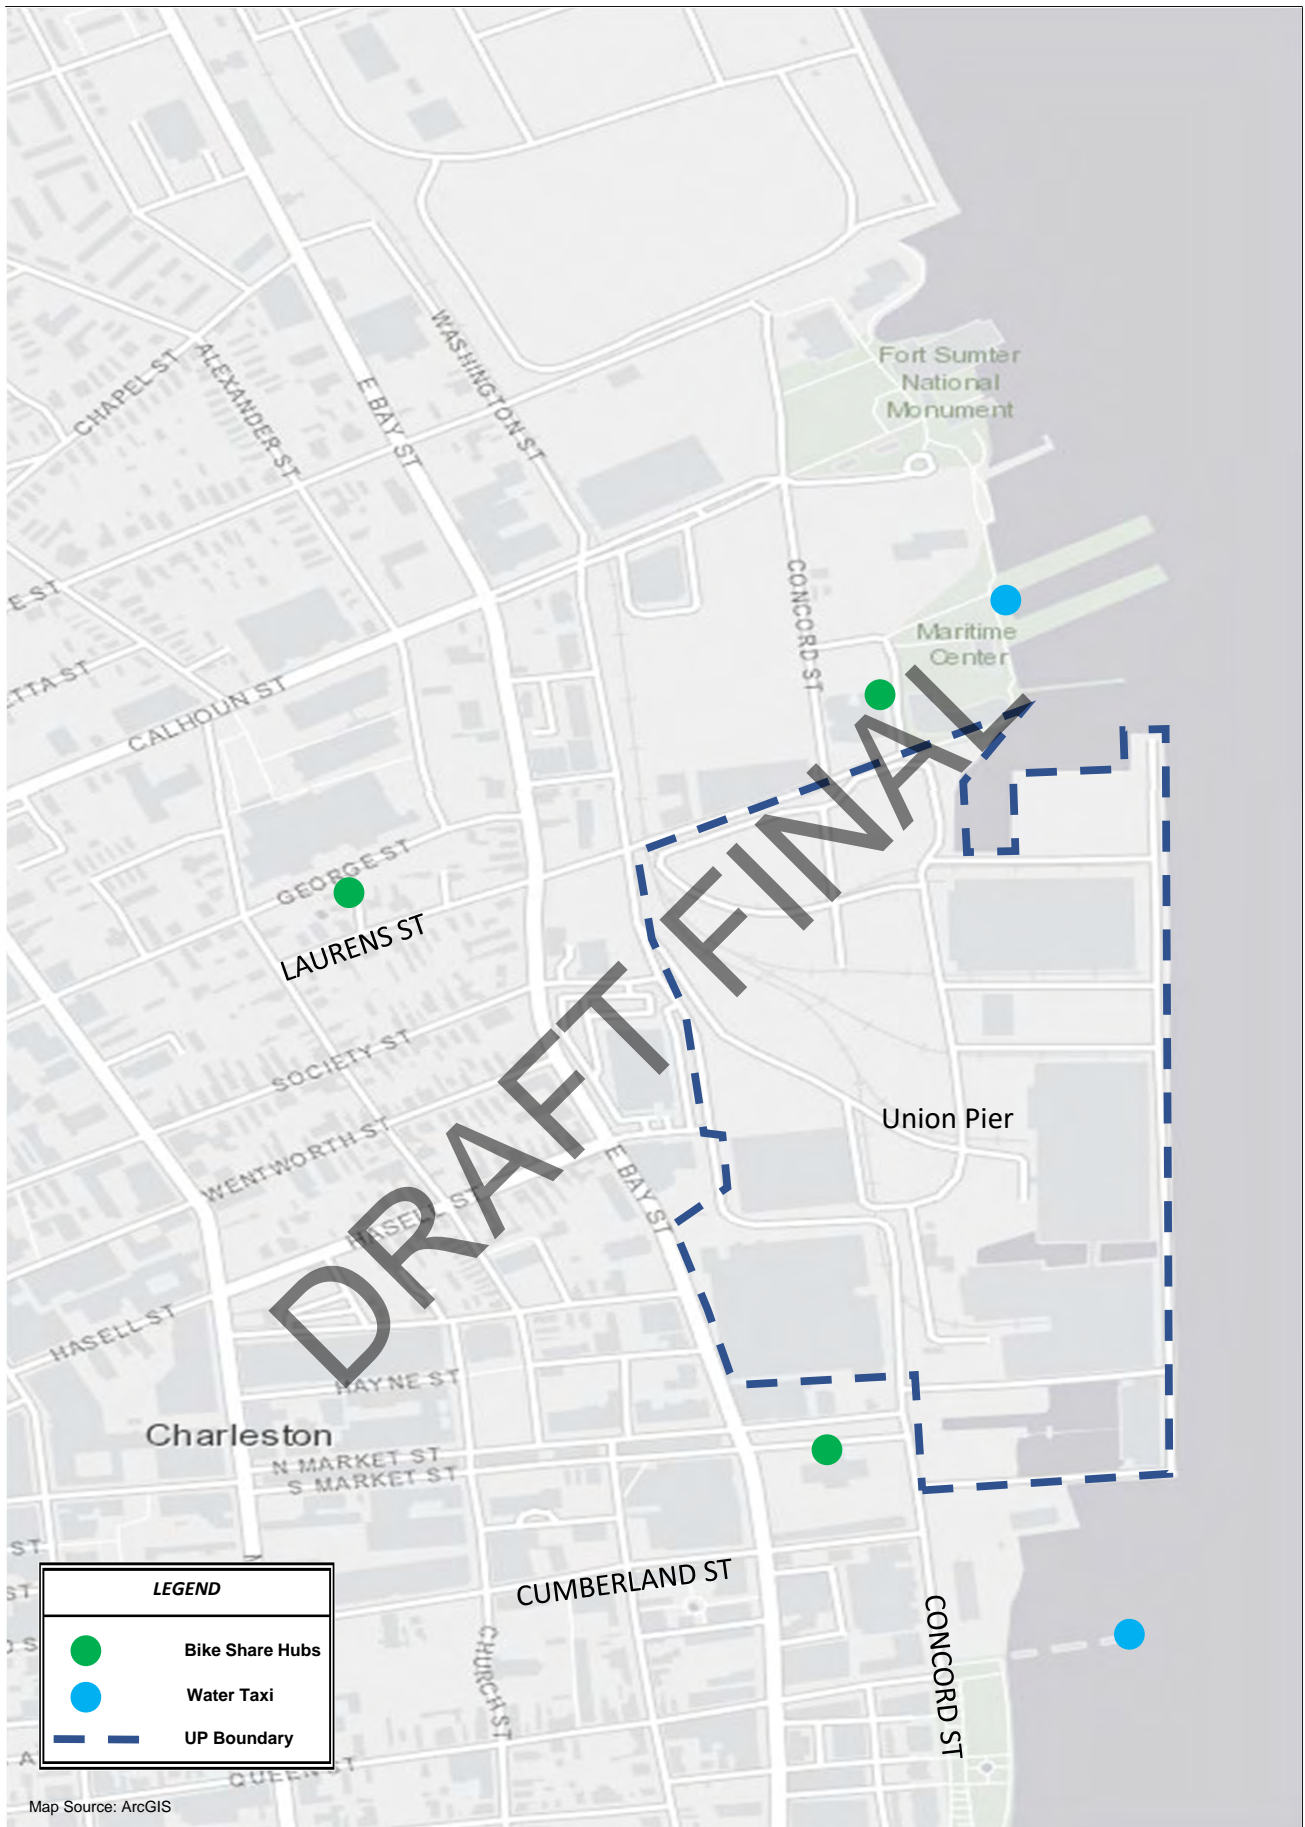 Fort Sumter
National
Monument
WASHINGTON ST
CHAPEL ST
ALEXANDER ST
E BAY ST
CONCORD ST
E ST
Maritime
Center
TTA ST
CALHOUN ST
GEORGE ST
LAURENS ST
SOCIETY ST
Union Pier
WENTWORTH ST
E BAY ST
HASELL ST
HASELL ST
HAYNE ST
Charleston
N MARKET ST
S MARKET ST
DRAFT FINAL
ST
CUMBERLAND ST
CONCORD ST
CHURCH ST
QUEEN ST
LEGEND
Bike Share Hubs
Water Taxi
UP Boundary
Map Source: ArcGIS